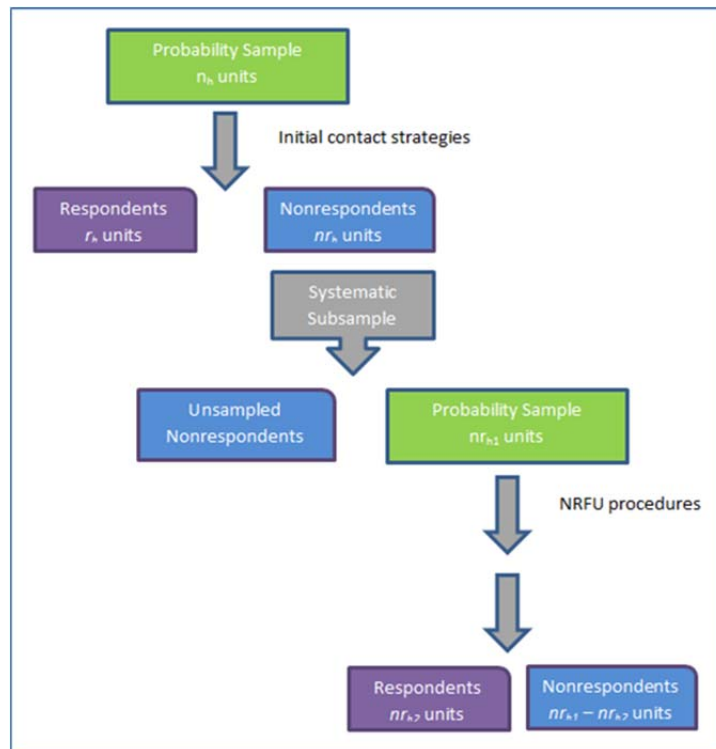 Probability Sample
nₕ units
Initial contact strategies
Respondents
rₕ units
Nonrespondents
nrₕ units
Systematic
Subsample
Unsampled
Nonrespondents
Probability Sample
nrₕ₁ units
NRFU procedures
Respondents
nrₕ₂ units
Nonrespondents
nrₕ₁ – nrₕ₂ units